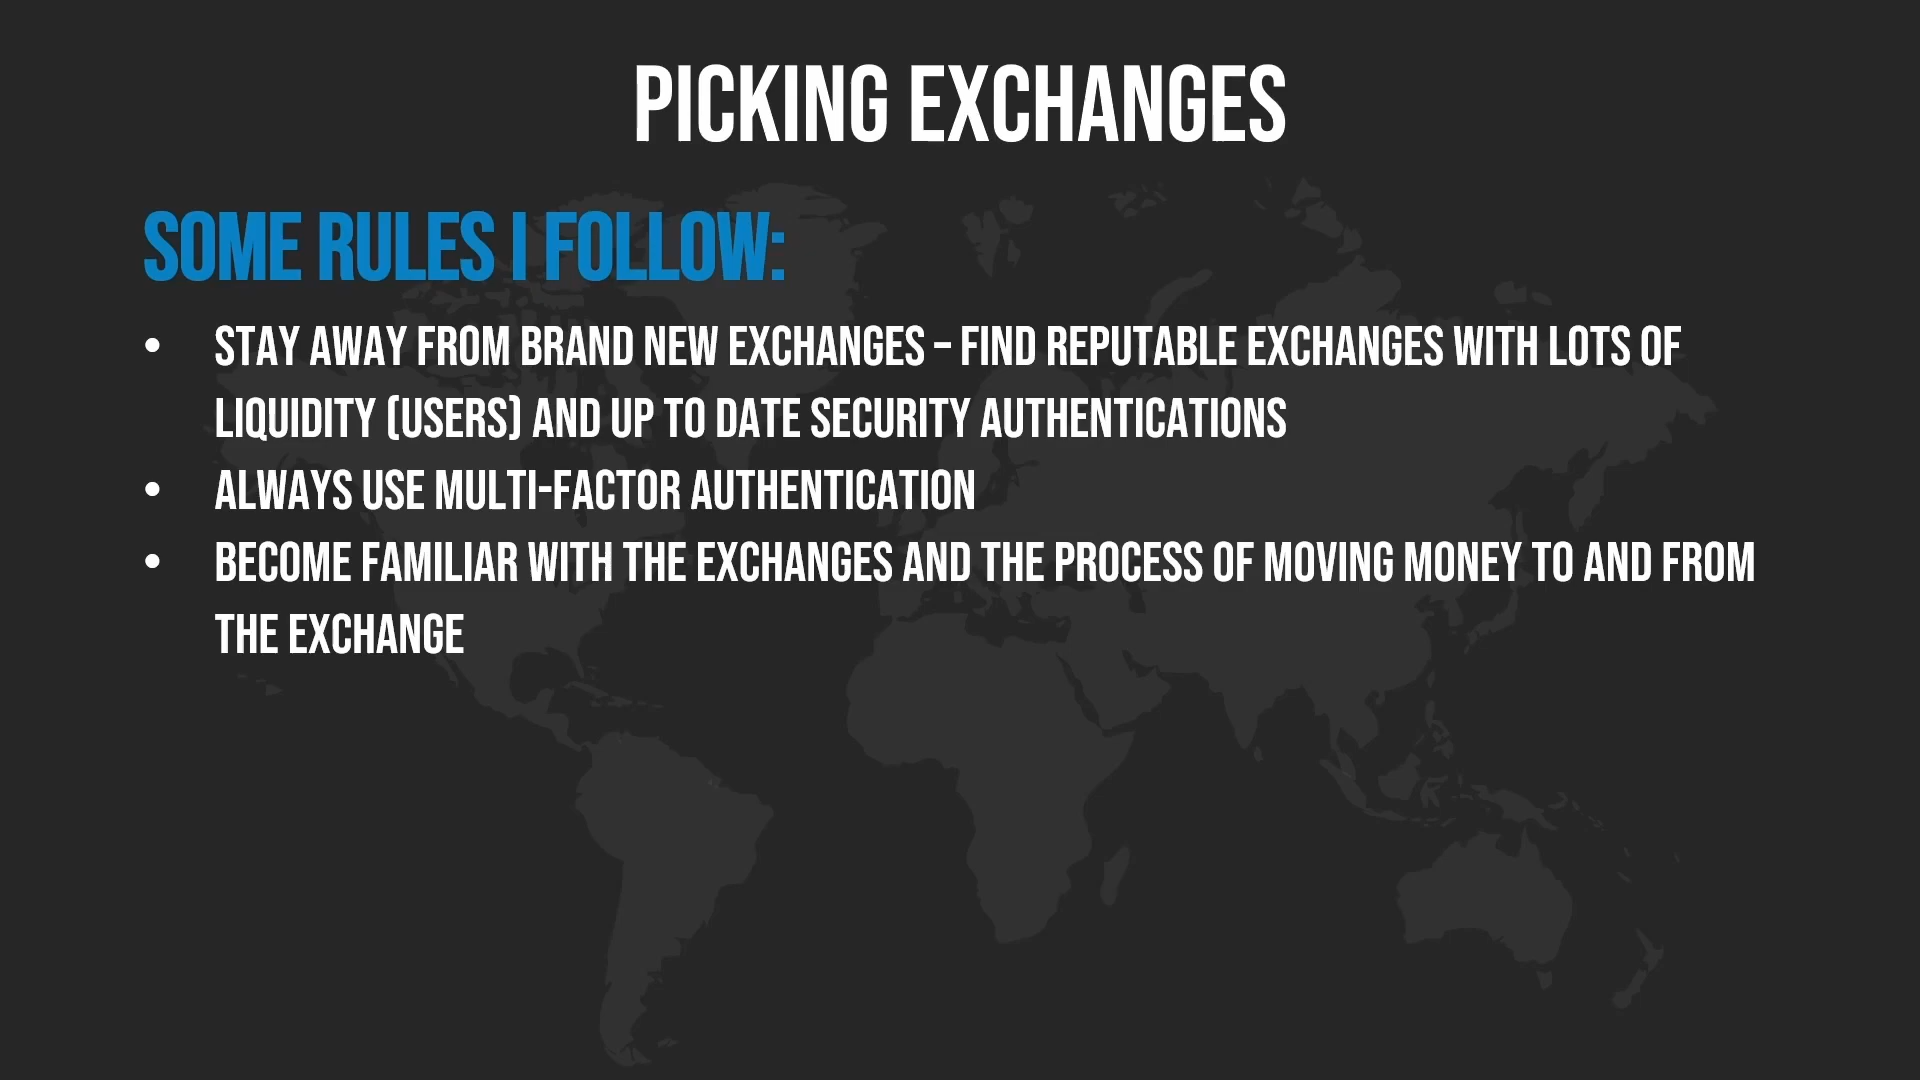 PICKING EXCHANGES
SOME RULES I FOLLOW:
• STAY AWAY FROM BRAND NEW EXCHANGES – FIND REPUTABLE EXCHANGES WITH LOTS OF
LIQUIDITY (USERS) AND UP TO DATE SECURITY AUTHENTICATIONS
• ALWAYS USE MULTI-FACTOR AUTHENTICATION
• BECOME FAMILIAR WITH THE EXCHANGES AND THE PROCESS OF MOVING MONEY TO AND FROM
THE EXCHANGE